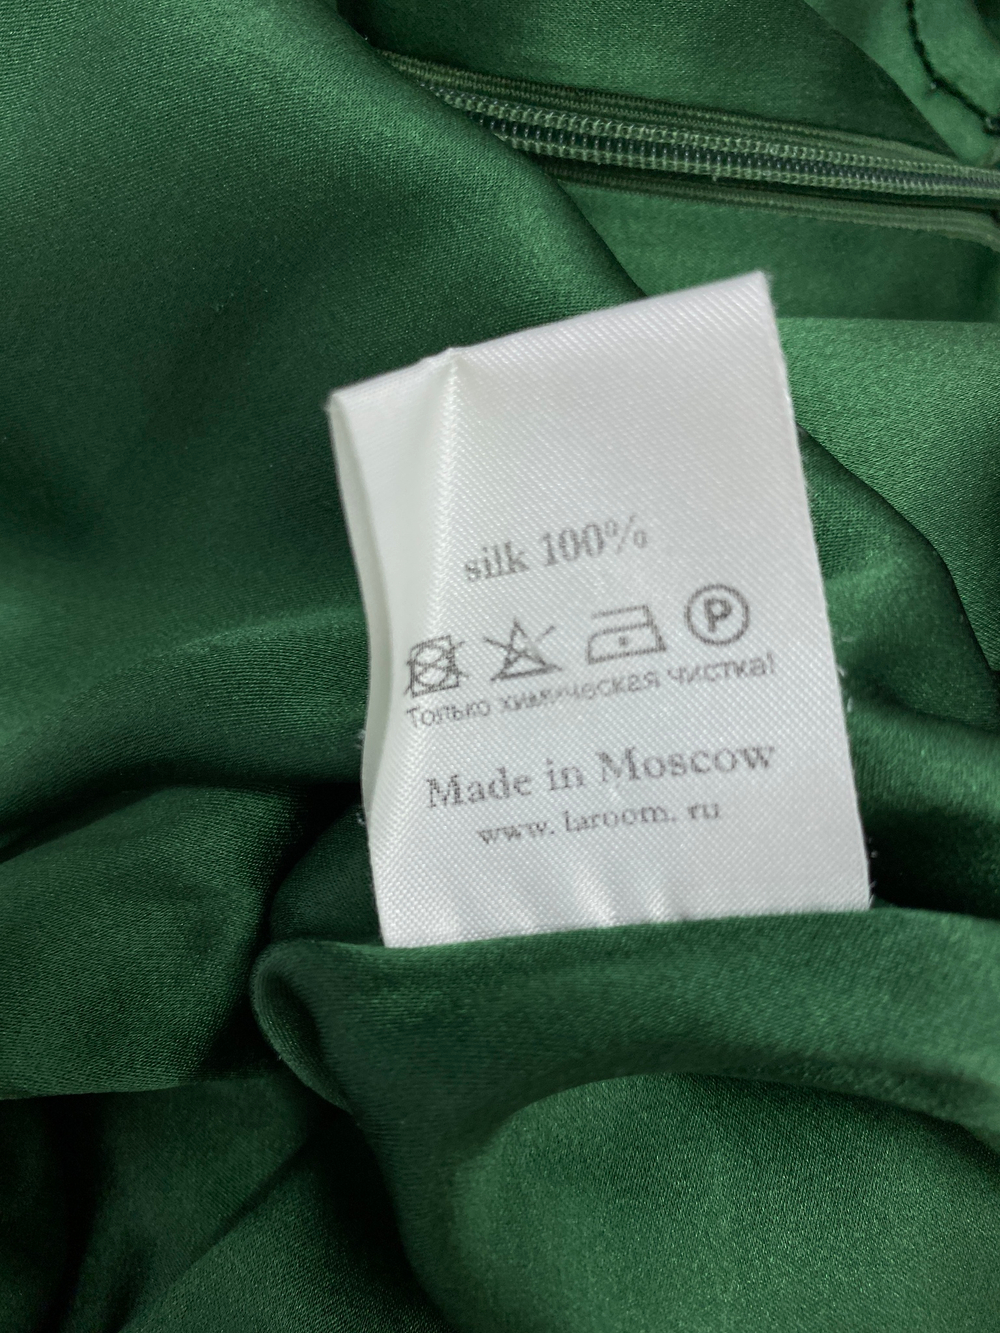 silk 100%
P
Только химическая чистка!
Made in Moscow
www. laroom. ru